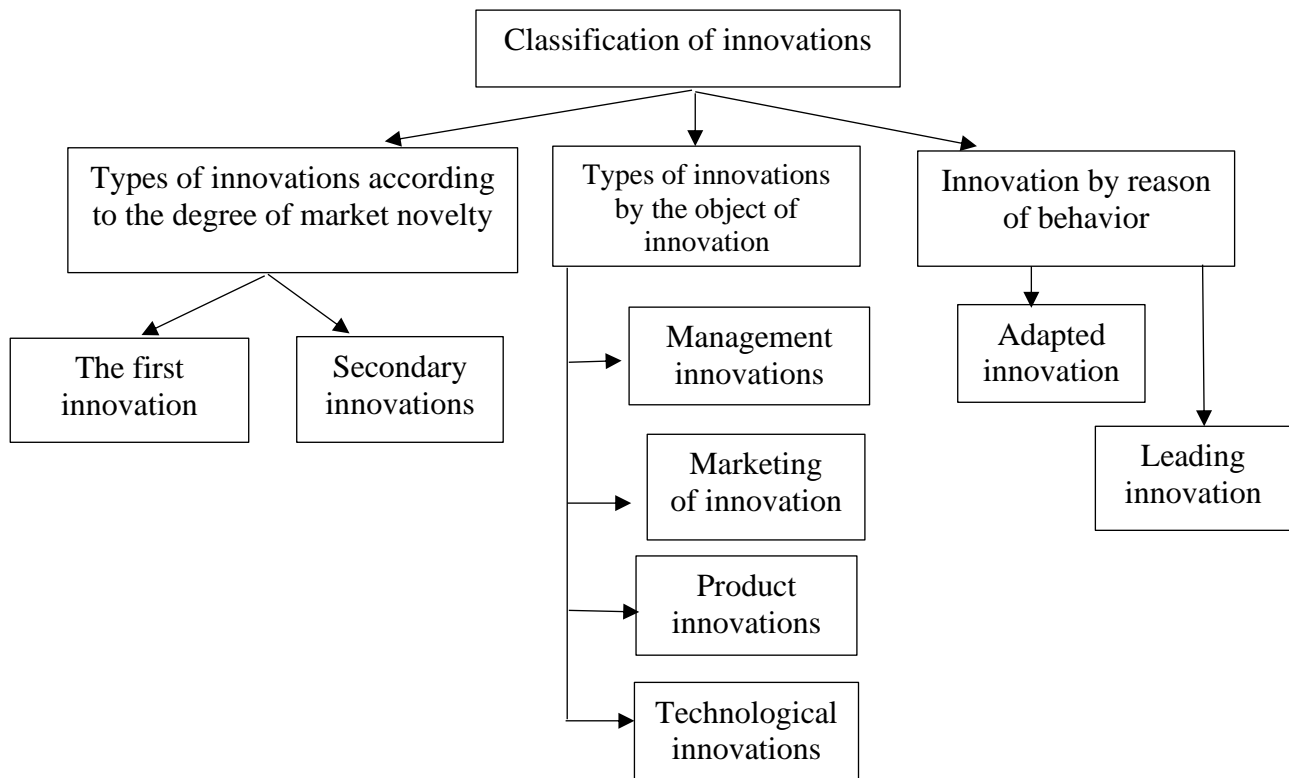 Classification of innovations
Types of innovations according
to the degree of market novelty
Types of innovations
by the object of
innovation
Innovation by reason
of behavior
The first
innovation
Secondary
innovations
Management
innovations
Marketing
of innovation
Product
innovations
Technological
innovations
Adapted
innovation
Leading
innovation